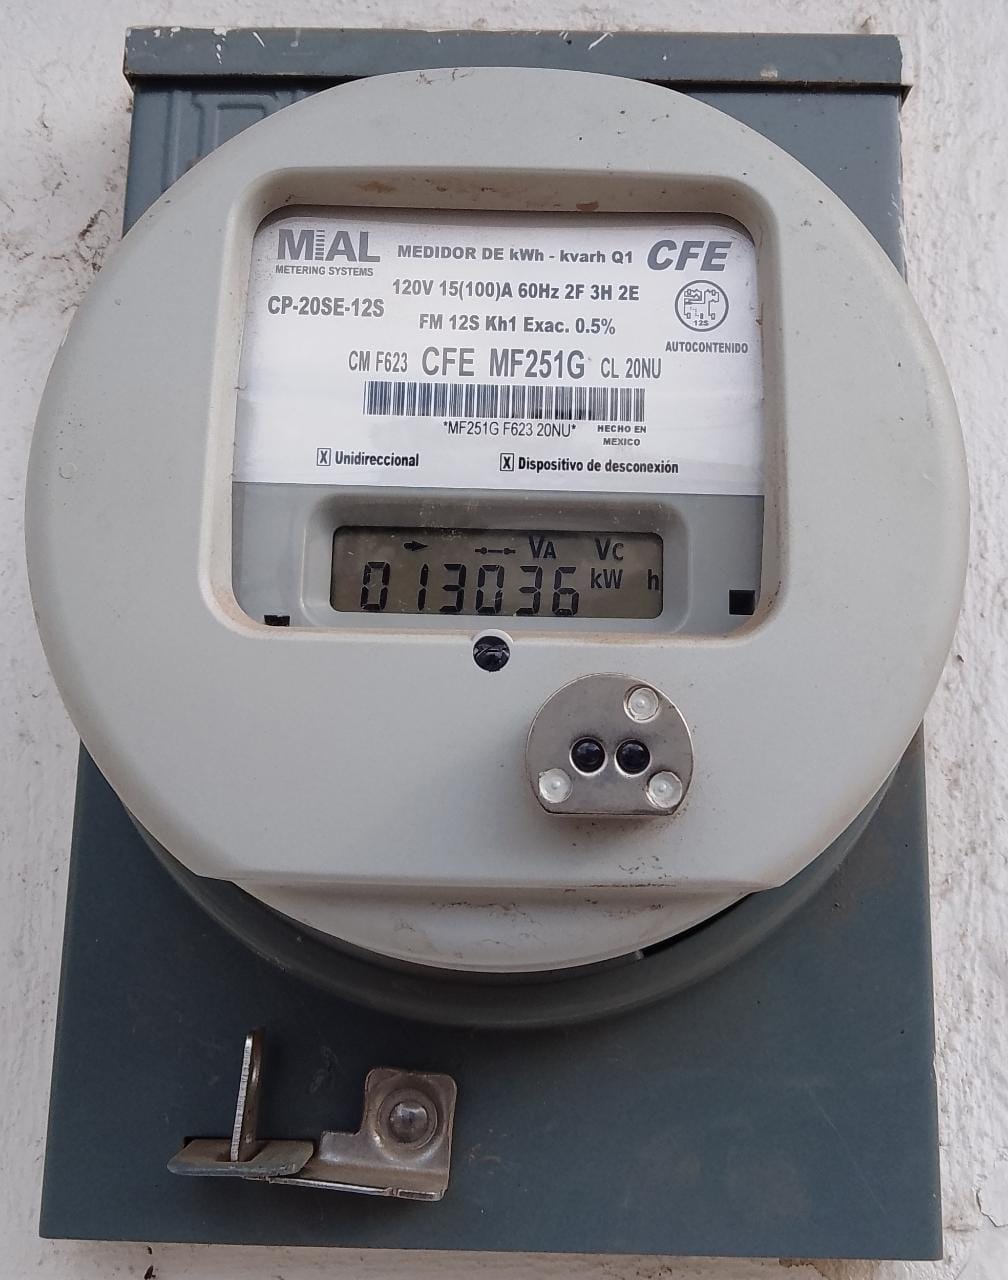 MIAL
METERING SYSTEMS
MEDIDOR DE kWh - kvarh Q1
CFE
CP-20SE-12S
120V 15(100)A 60Hz 2F 3H 2E
FM 12S Kh1 Exac. 0.5%
12S
AUTOCONTENIDO
CM F623 CFE MF251G CL 20NU
*MF251G F623 20NU*
HECHO EN
MEXICO
X Unidireccional
X Dispositivo de desconexión
VA VC
013036 kW h